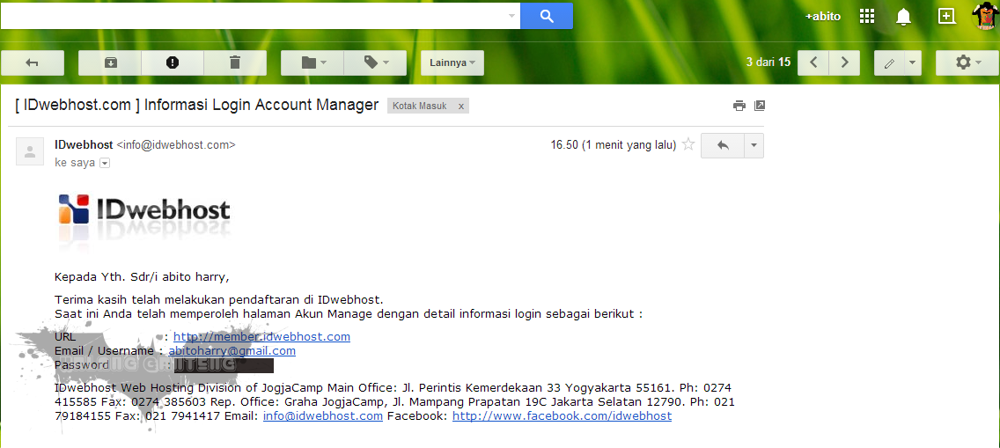 +abito
Lainnya
3 dari 15
[ IDwebhost.com ] Informasi Login Account Manager
Kotak Masuk x
IDwebhost <info@idwebhost.com>
16.50 (1 menit yang lalu)
ke saya
IDwebhost
Kepada Yth. Sdr/i abito harry,
Terima kasih telah melakukan pendaftaran di IDwebhost.
Saat ini Anda telah memperoleh halaman Akun Manage dengan detail informasi login sebagai berikut :
URL : http://member.idwebhost.com
Email / Username : abitoharry@gmail.com
Password :
IDwebhost Web Hosting Division of JogjaCamp Main Office: Jl. Perintis Kemerdekaan 33 Yogyakarta 55161. Ph: 0274
415585 Fax: 0274 385603 Rep. Office: Graha JogjaCamp, Jl. Mampang Prapatan 19C Jakarta Selatan 12790. Ph: 021
79184155 Fax: 021 7941417 Email: info@idwebhost.com Facebook: http://www.facebook.com/idwebhost